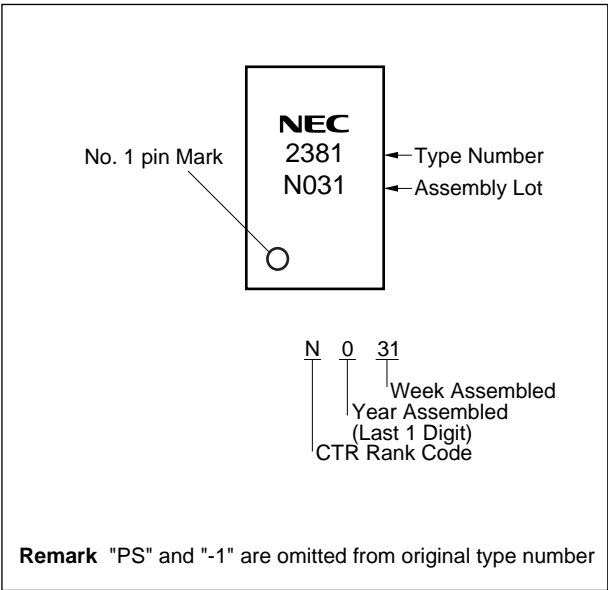 NEC
No. 1 pin Mark
2381
Type Number
N031
Assembly Lot
N 0 31
Week Assembled
Year Assembled
(Last 1 Digit)
CTR Rank Code
Remark "PS" and "-1" are omitted from original type number